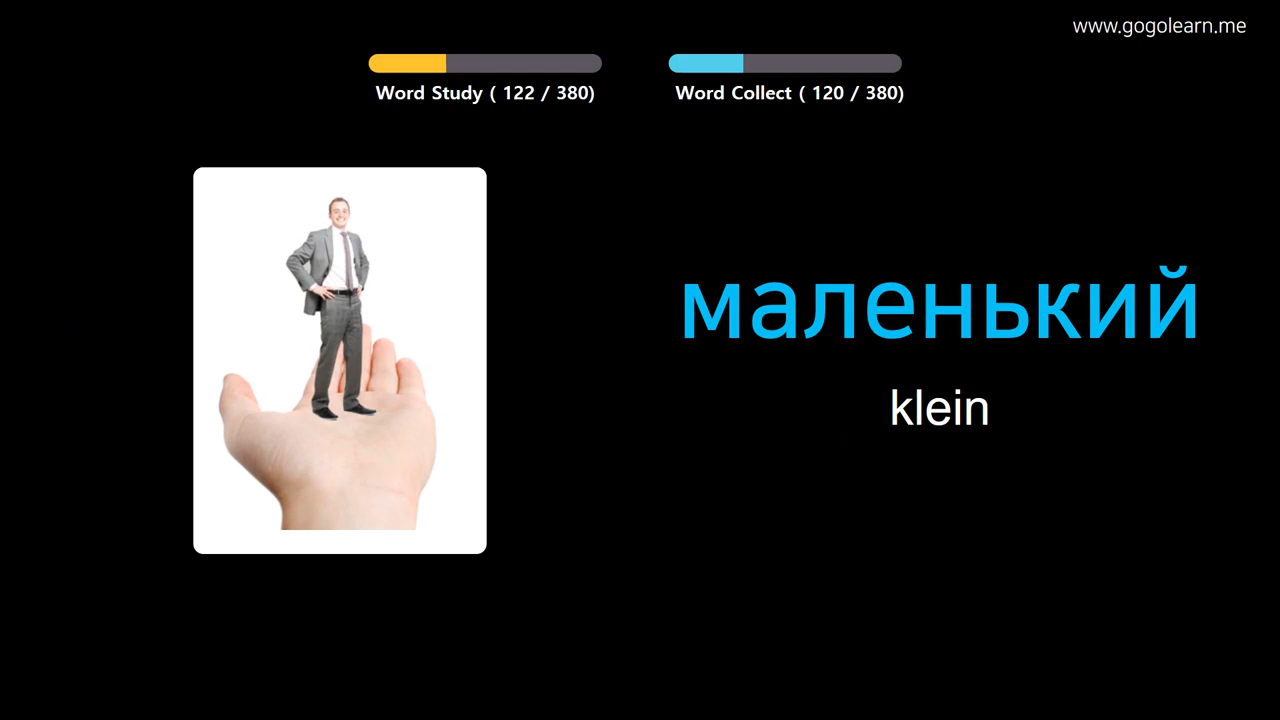 www.gogolearn.me
Word Study ( 122 / 380)
Word Collect ( 120 / 380)
маленький
klein